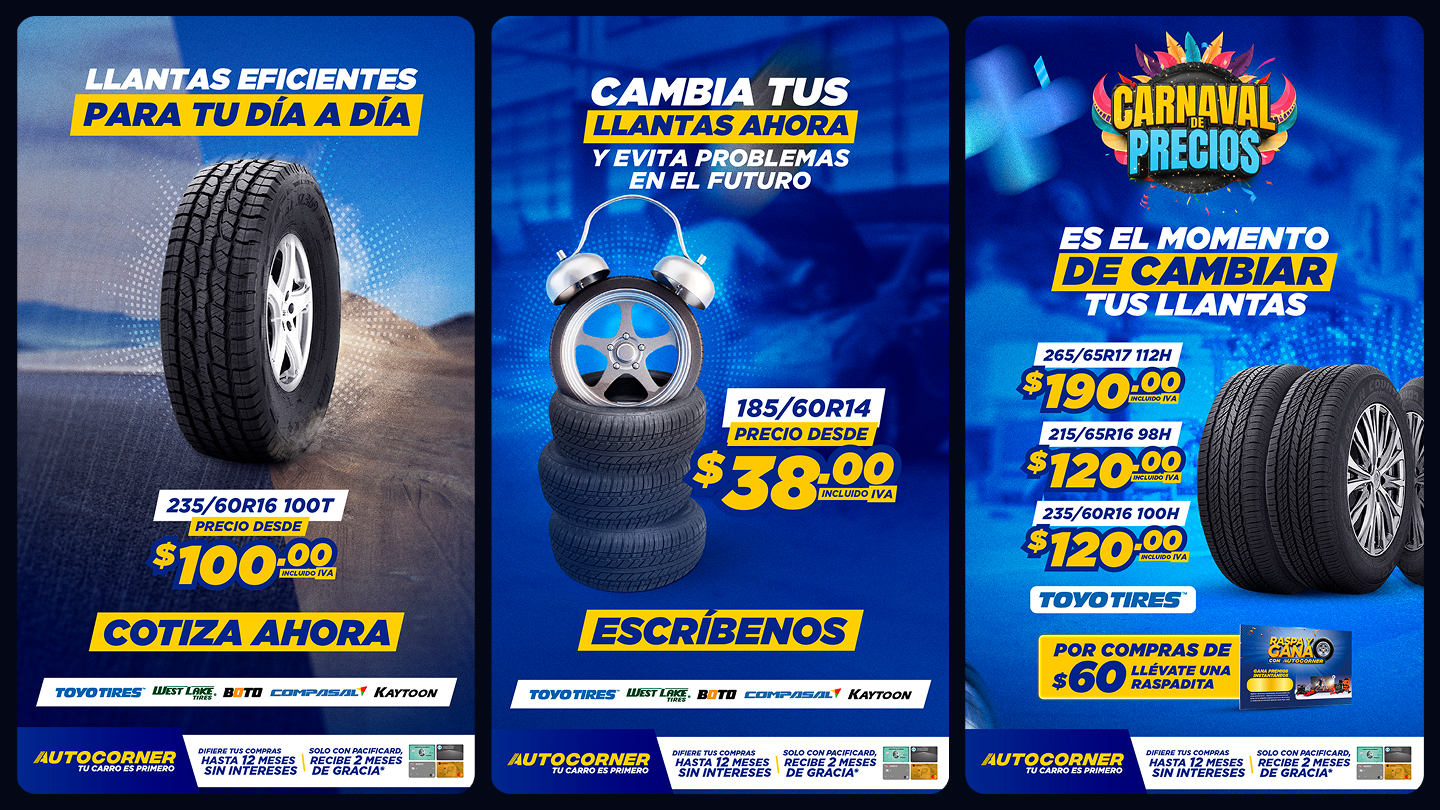 LLANTAS EFICIENTES
PARA TU DÍA A DÍA
235/60R16 100T
PRECIO DESDE
$100.00
INCLUIDO IVA
COTIZA AHORA
TOYO TIRES™ WEST LAKE TIRES® BOTO COMPASAL KAYTOON
AUTOCORNER
TU CARRO ES PRIMERO
DIFIERE TUS COMPRAS
HASTA 12 MESES
SIN INTERESES
SOLO CON PACIFICARD,
RECIBE 2 MESES
DE GRACIA*
CAMBIA TUS
LLANTAS AHORA
Y EVITA PROBLEMAS
EN EL FUTURO
185/60R14
PRECIO DESDE
$38.00
INCLUIDO IVA
ESCRÍBENOS
TOYO TIRES™ WEST LAKE TIRES® BOTO COMPASAL KAYTOON
AUTOCORNER
TU CARRO ES PRIMERO
DIFIERE TUS COMPRAS
HASTA 12 MESES
SIN INTERESES
SOLO CON PACIFICARD,
RECIBE 2 MESES
DE GRACIA*
CARNAVAL
DE
PRECIOS
ES EL MOMENTO
DE CAMBIAR
TUS LLANTAS
265/65R17 112H
$190.00
INCLUIDO IVA
215/65R16 98H
$120.00
INCLUIDO IVA
235/60R16 100H
$120.00
INCLUIDO IVA
TOYO TIRES™
POR COMPRAS DE
$60 LLÉVATE UNA
RASPADITA
RASPA Y
GANA
CON AUTOCORNER
GANA PREMIOS
INSTANTÁNEOS
AUTOCORNER
TU CARRO ES PRIMERO
DIFIERE TUS COMPRAS
HASTA 12 MESES
SIN INTERESES
SOLO CON PACIFICARD,
RECIBE 2 MESES
DE GRACIA*